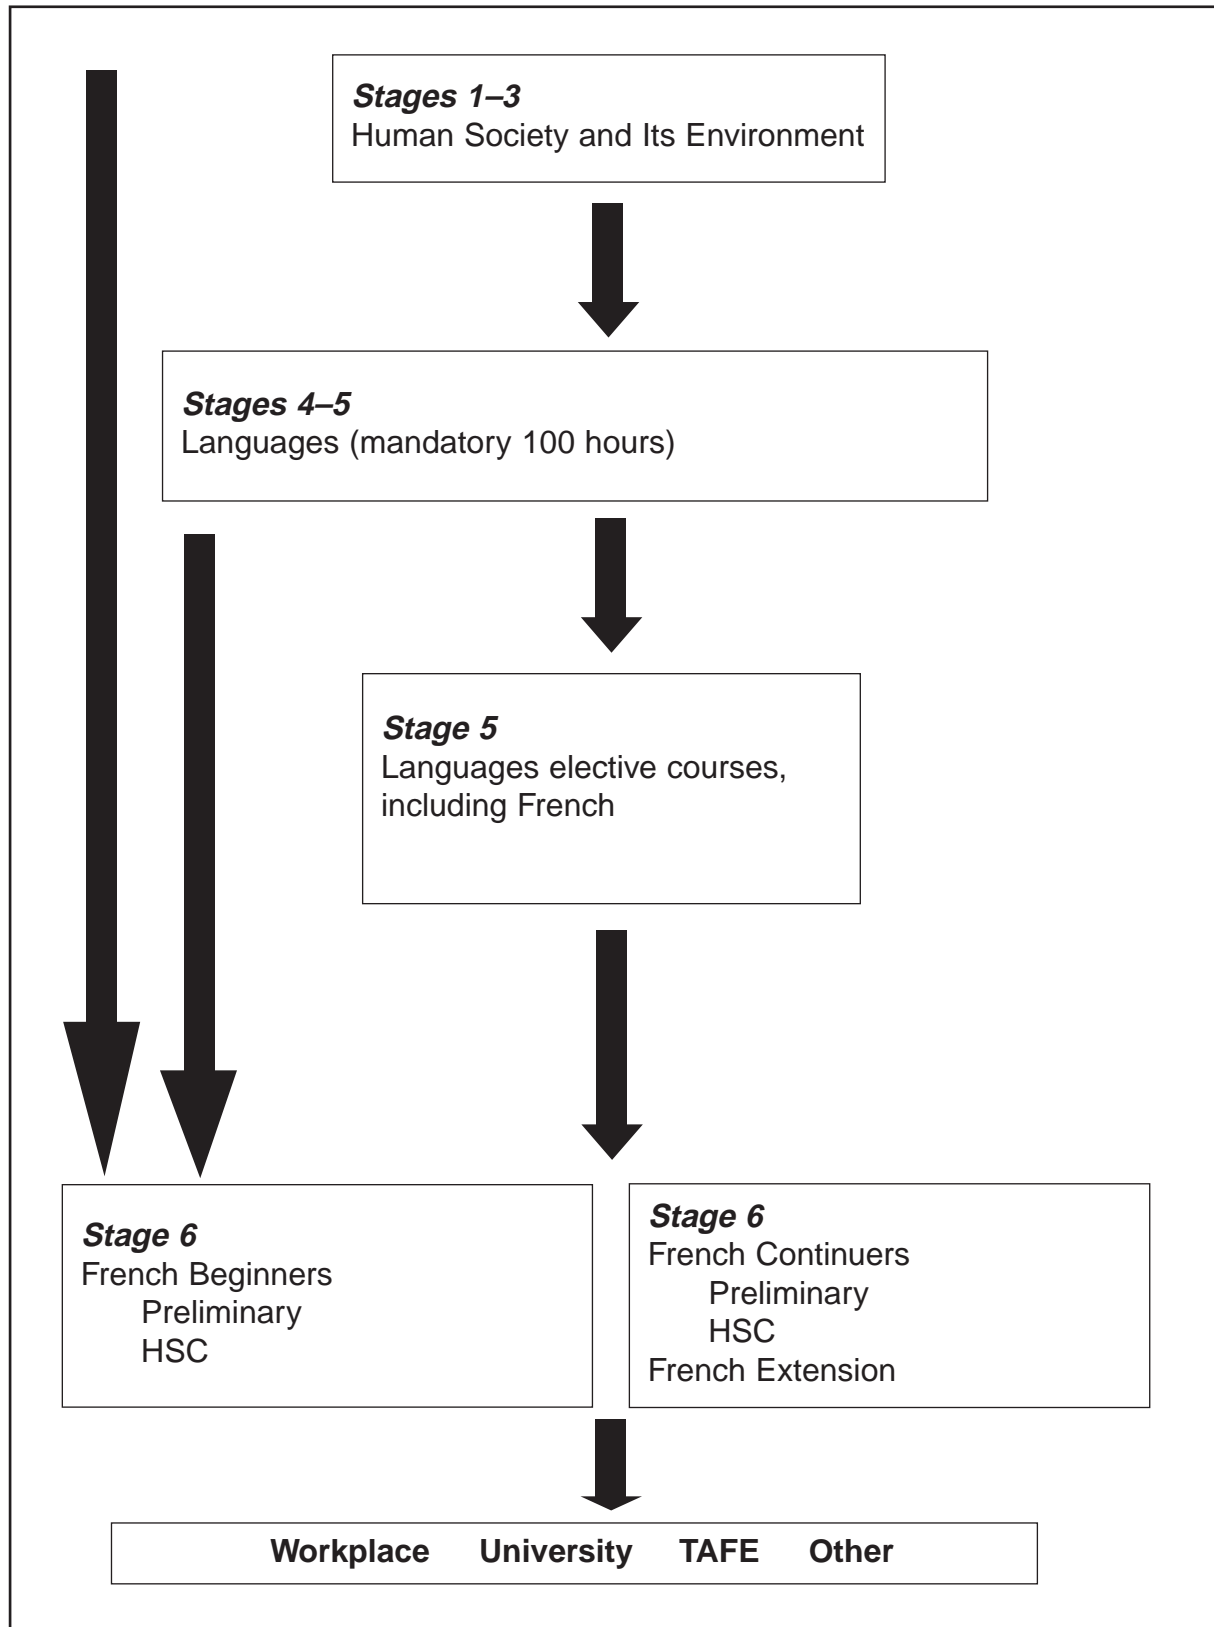 Stages 1–3
Human Society and Its Environment
Stages 4–5
Languages (mandatory 100 hours)
Stage 5
Languages elective courses,
including French
Stage 6
French Beginners
Preliminary
HSC
Stage 6
French Continuers
Preliminary
HSC
French Extension
Workplace University TAFE Other